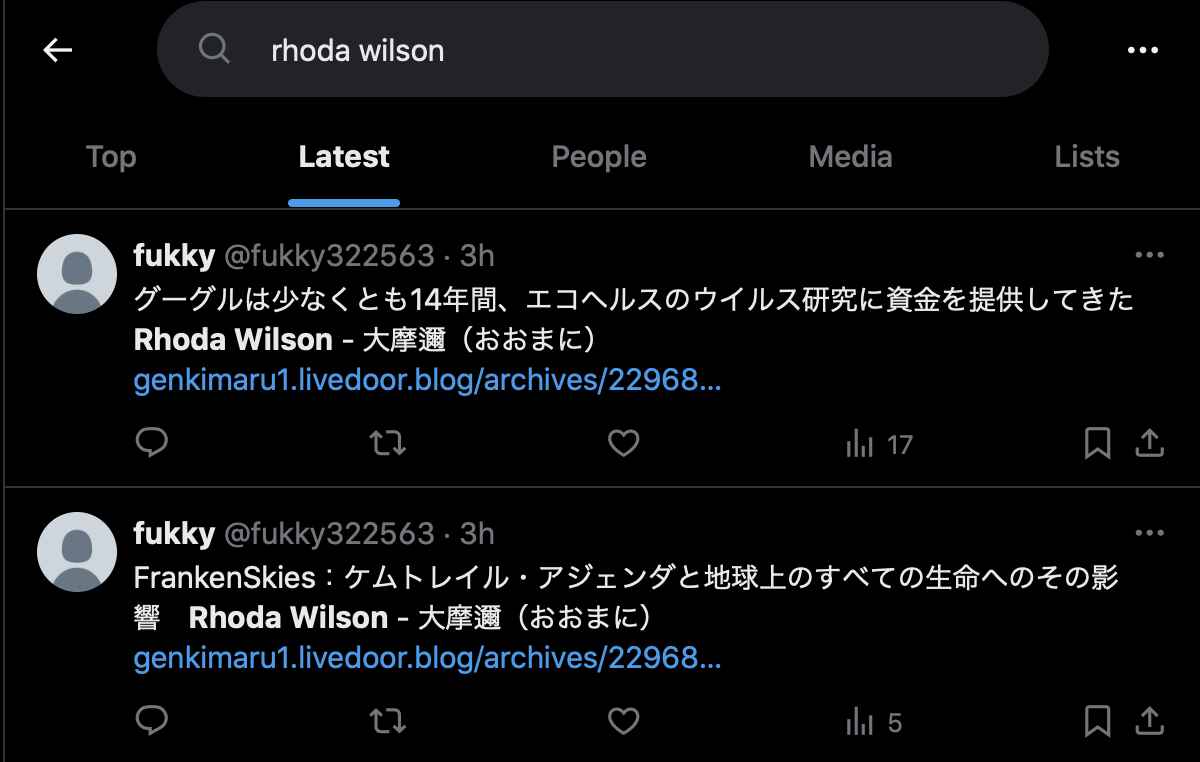 rhoda wilson
Top Latest People Media Lists
fukky @fukky322563 · 3h
グーグルは少なくとも14年間、エコヘルスのウイルス研究に資金を提供してきた
Rhoda Wilson - 大摩邇（おおまに）
genkimaru1.livedoor.blog/archives/22968...
17
fukky @fukky322563 · 3h
FrankenSkies：ケムトレイル・アジェンダと地球上のすべての生命へのその影
響　Rhoda Wilson - 大摩邇（おおまに）
genkimaru1.livedoor.blog/archives/22968...
5